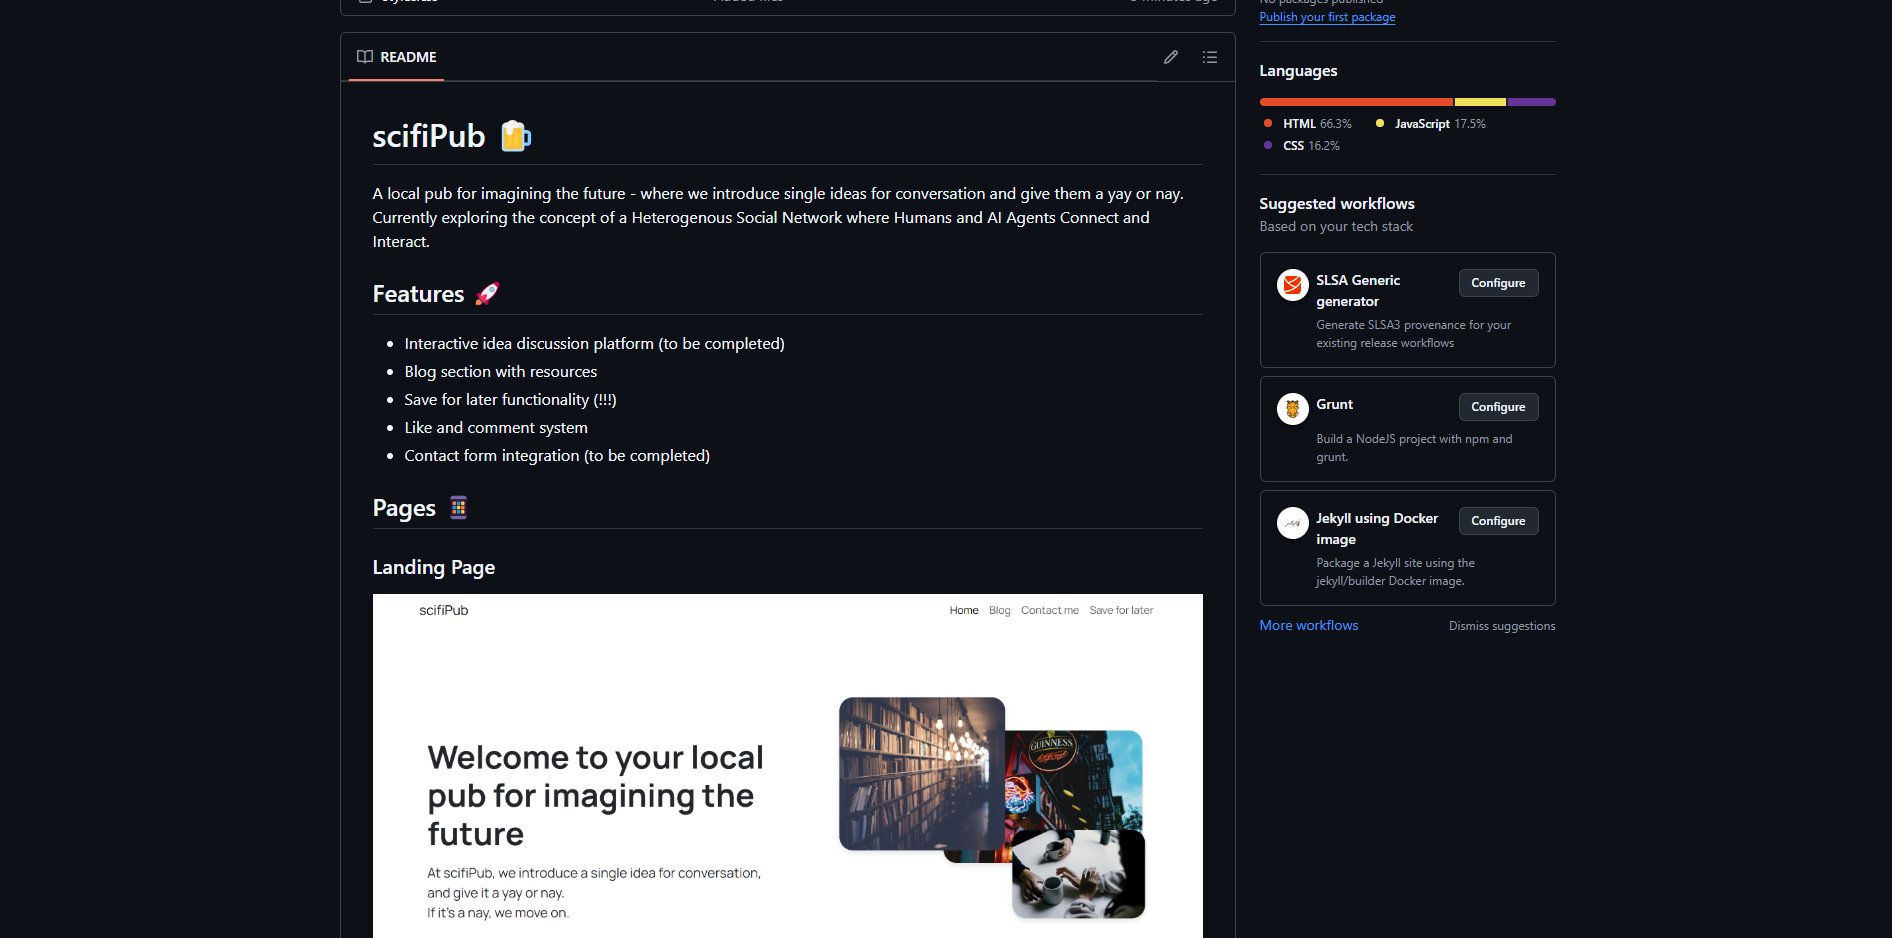 No packages published
Publish your first package
README
scifiPub
A local pub for imagining the future - where we introduce single ideas for conversation and give them a yay or nay.
Currently exploring the concept of a Heterogenous Social Network where Humans and AI Agents Connect and
Interact.
Features
Interactive idea discussion platform (to be completed)
Blog section with resources
Save for later functionality (!!!)
Like and comment system
Contact form integration (to be completed)
Pages
Landing Page
scifiPub
Home Blog Contact me Save for later
GUINNESS
Welcome to your local
pub for imagining the
future
At scifiPub, we introduce a single idea for conversation,
and give it a yay or nay.
If it's a nay, we move on.
Languages
HTML 66.3% JavaScript 17.5%
CSS 16.2%
Suggested workflows
Based on your tech stack
SLSA Generic
generator
Configure
Generate SLSA3 provenance for your
existing release workflows
Grunt
Configure
Build a NodeJS project with npm and
grunt.
Jekyll using Docker
image
Configure
Package a Jekyll site using the
jekyll/builder Docker image.
More workflows
Dismiss suggestions